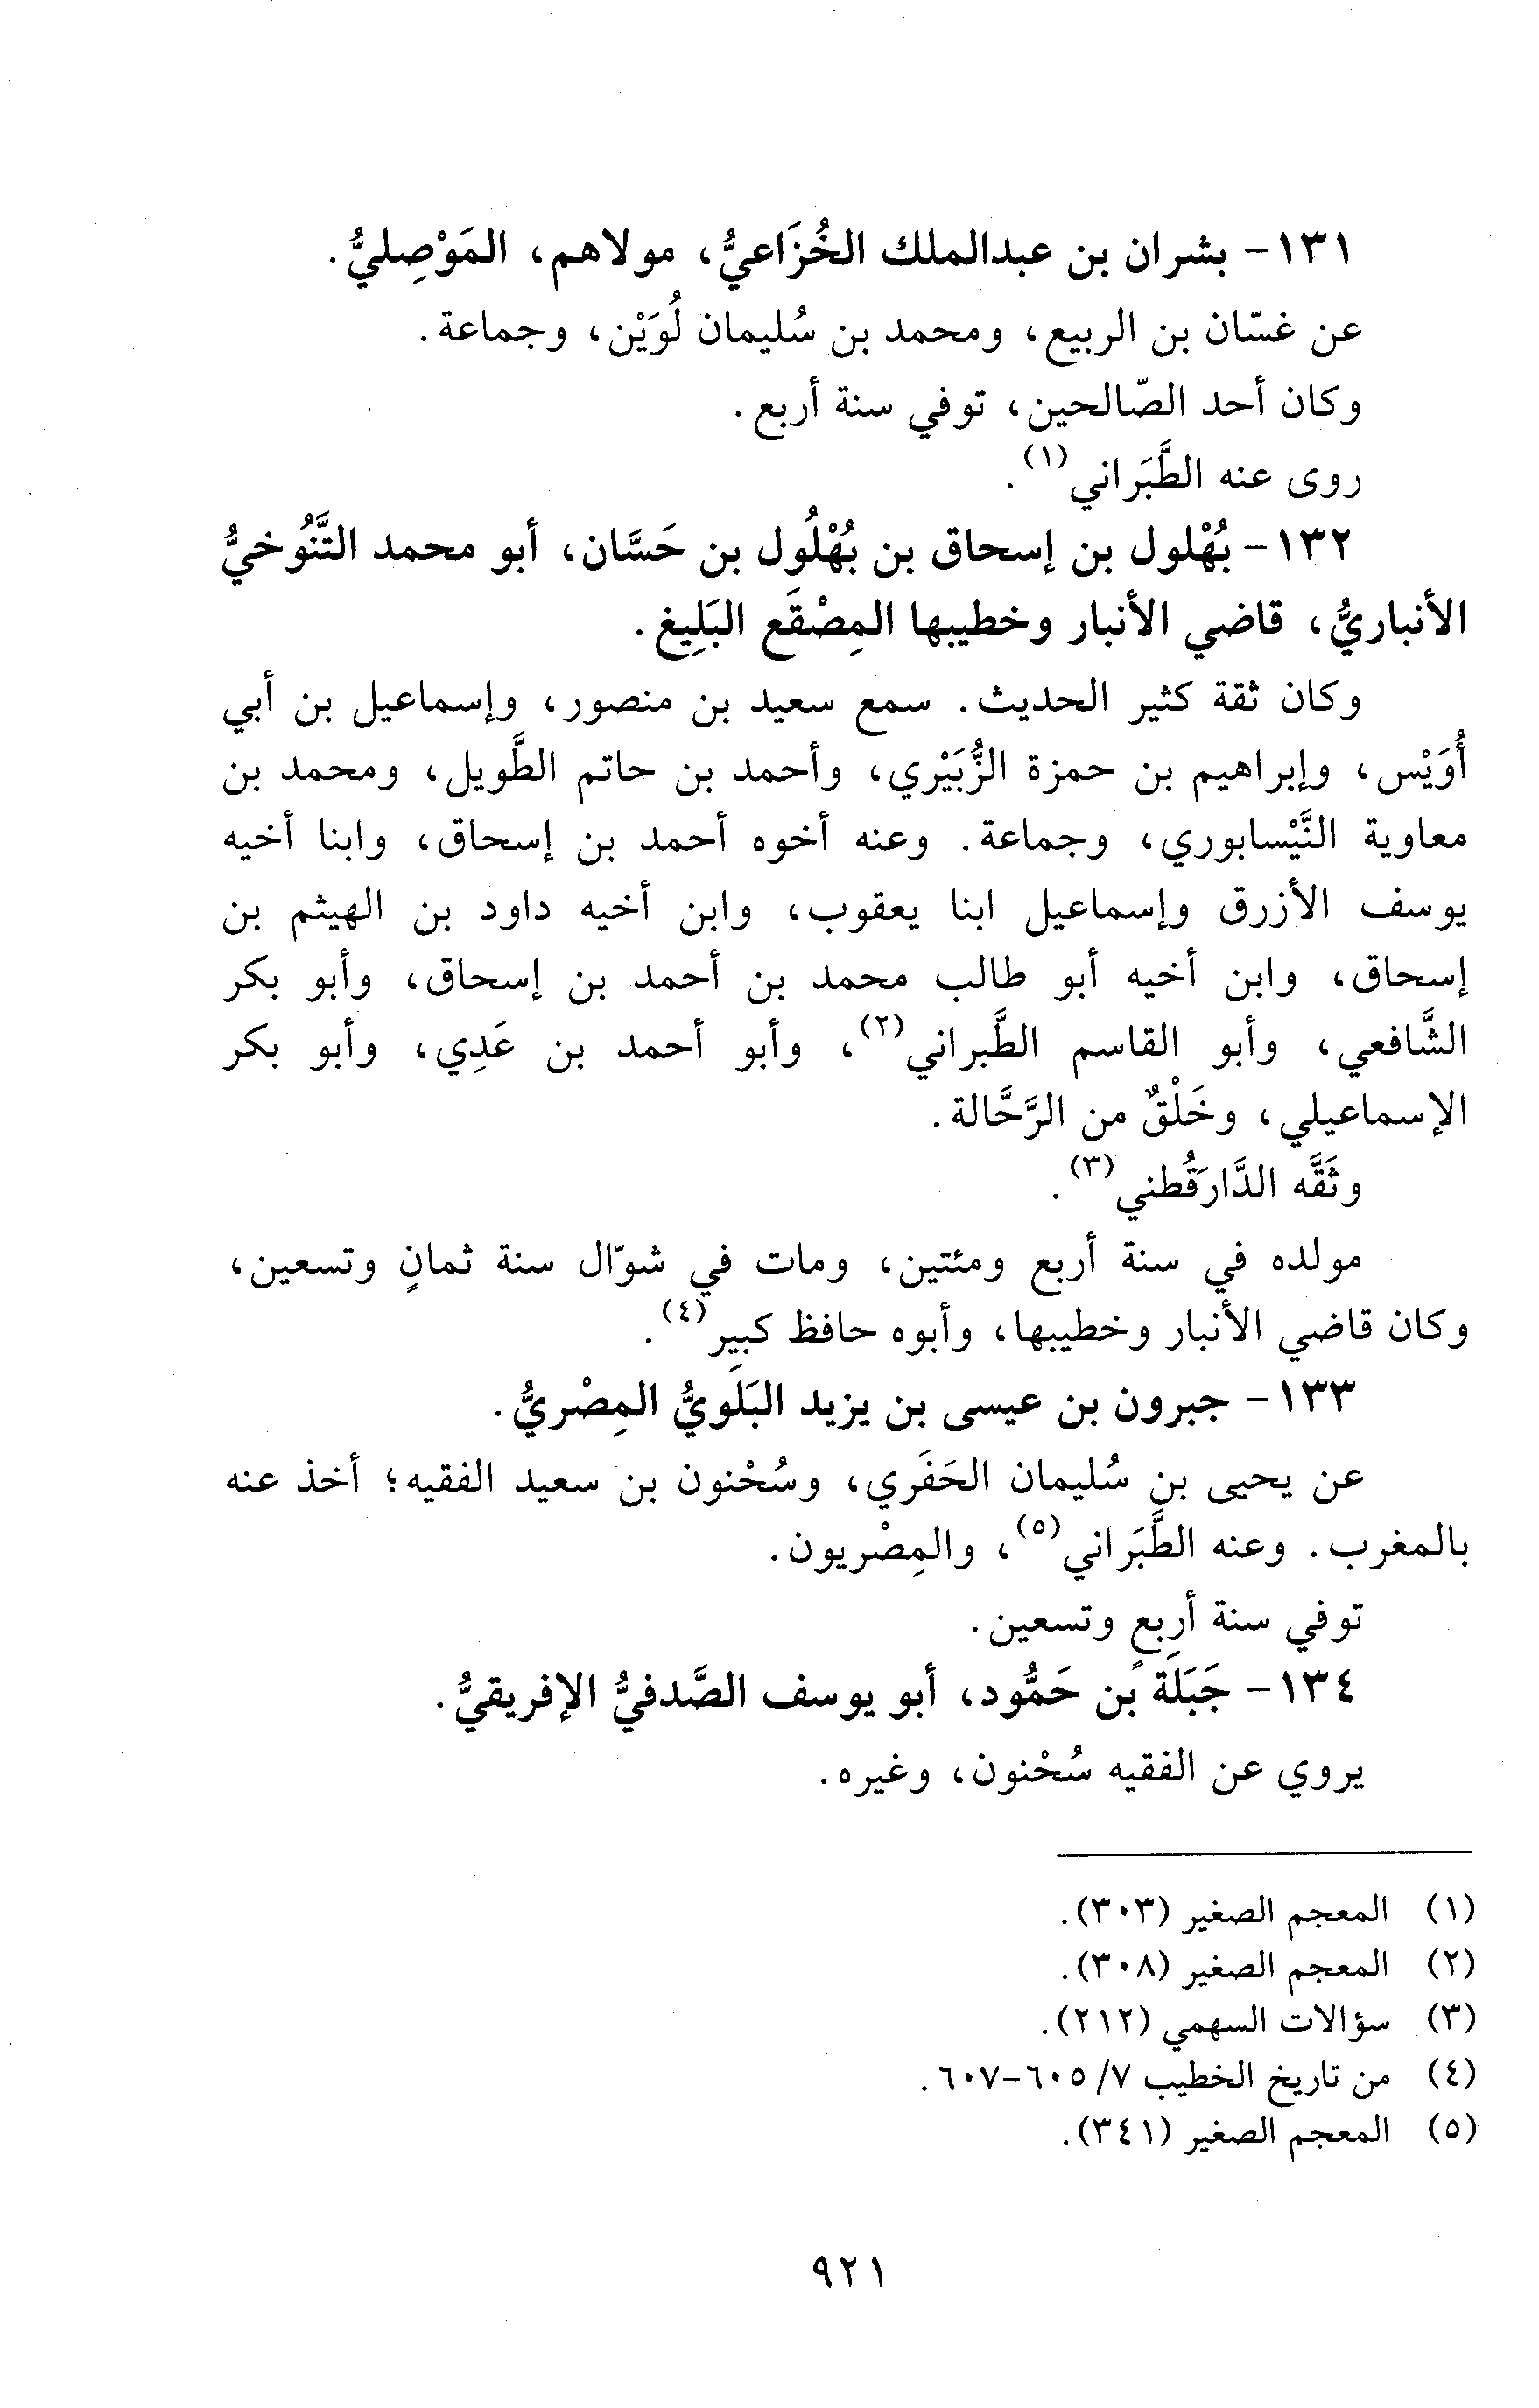 ١٣١ - بشران بن عبدالملك الخُزَاعيُّ، مولاهم، المَوْصِليُّ.
عن غسّان بن الربيع، ومحمد بن سُليمان لُوَيْن، وجماعة.
وكان أحد الصّالحين، توفي سنة أربع.
روى عنه الطَّبَراني(١).
١٣٢ - بُهْلول بن إسحاق بن بُهْلُول بن حَسَّان، أبو محمد التَّنُوخيُّ
الأنباريُّ، قاضي الأنبار وخطيبها المِصْقَع البَلِيغ.
وكان ثقة كثير الحديث. سمع سعيد بن منصور، وإسماعيل بن أبي
أُوَيْس، وإبراهيم بن حمزة الزُّبَيْري، وأحمد بن حاتم الطَّويل، ومحمد بن
معاوية النَّيْسابوري، وجماعة. وعنه أخوه أحمد بن إسحاق، وابنا أخيه
يوسف الأزرق وإسماعيل ابنا يعقوب، وابن أخيه داود بن الهيثم بن
إسحاق، وابن أخيه أبو طالب محمد بن أحمد بن إسحاق، وأبو بكر
الشَّافعي، وأبو القاسم الطَّبراني(٢)، وأبو أحمد بن عَدِي، وأبو بكر
الإسماعيلي، وخَلْقٌ من الرَّحَّالة.
وثَقَّه الدَّارَقُطني(٣).
مولده في سنة أربع ومئتين، ومات في شوّال سنة ثمانٍ وتسعين،
وكان قاضي الأنبار وخطيبها، وأبوه حافظ كبير(٤).
١٣٣ - جبرون بن عيسى بن يزيد البَلَويُّ المِصْريُّ.
عن يحيى بن سُليمان الحَفَري، وسُحْنون بن سعيد الفقيه؛ أخذ عنه
بالمغرب. وعنه الطَّبَراني(٥)، والمِصْريون.
توفي سنة أربعٍ وتسعين.
١٣٤ - جَبَلَة بن حَمُّود، أبو يوسف الصَّدفيُّ الإفريقيُّ.
يروي عن الفقيه سُحْنون، وغيره.
(١) المعجم الصغير (٣٠٣).
(٢) المعجم الصغير (٣٠٨).
(٣) سؤالات السهمي (٢١٢).
(٤) من تاريخ الخطيب ٧/ ٦٠٥-٦٠٧.
(٥) المعجم الصغير (٣٤١).
٩٢١